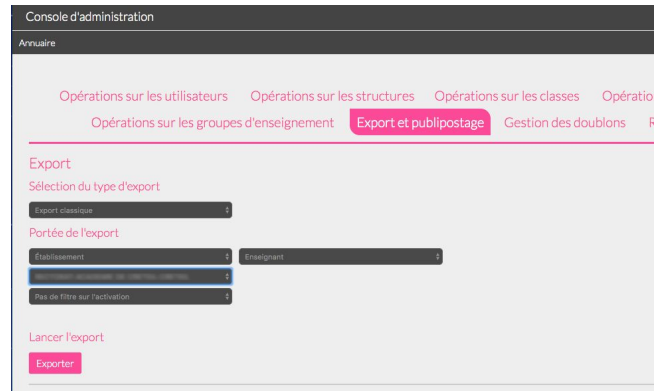 Console d'administration
Annuaire
Opérations sur les utilisateurs Opérations sur les structures Opérations sur les classes Opératio
Opérations sur les groupes d'enseignement Export et publipostage Gestion des doublons R
Export
Sélection du type d'export
Export classique
Portée de l'export
Établissement Enseignant
Pas de filtre sur l'activation
Lancer l'export
Exporter